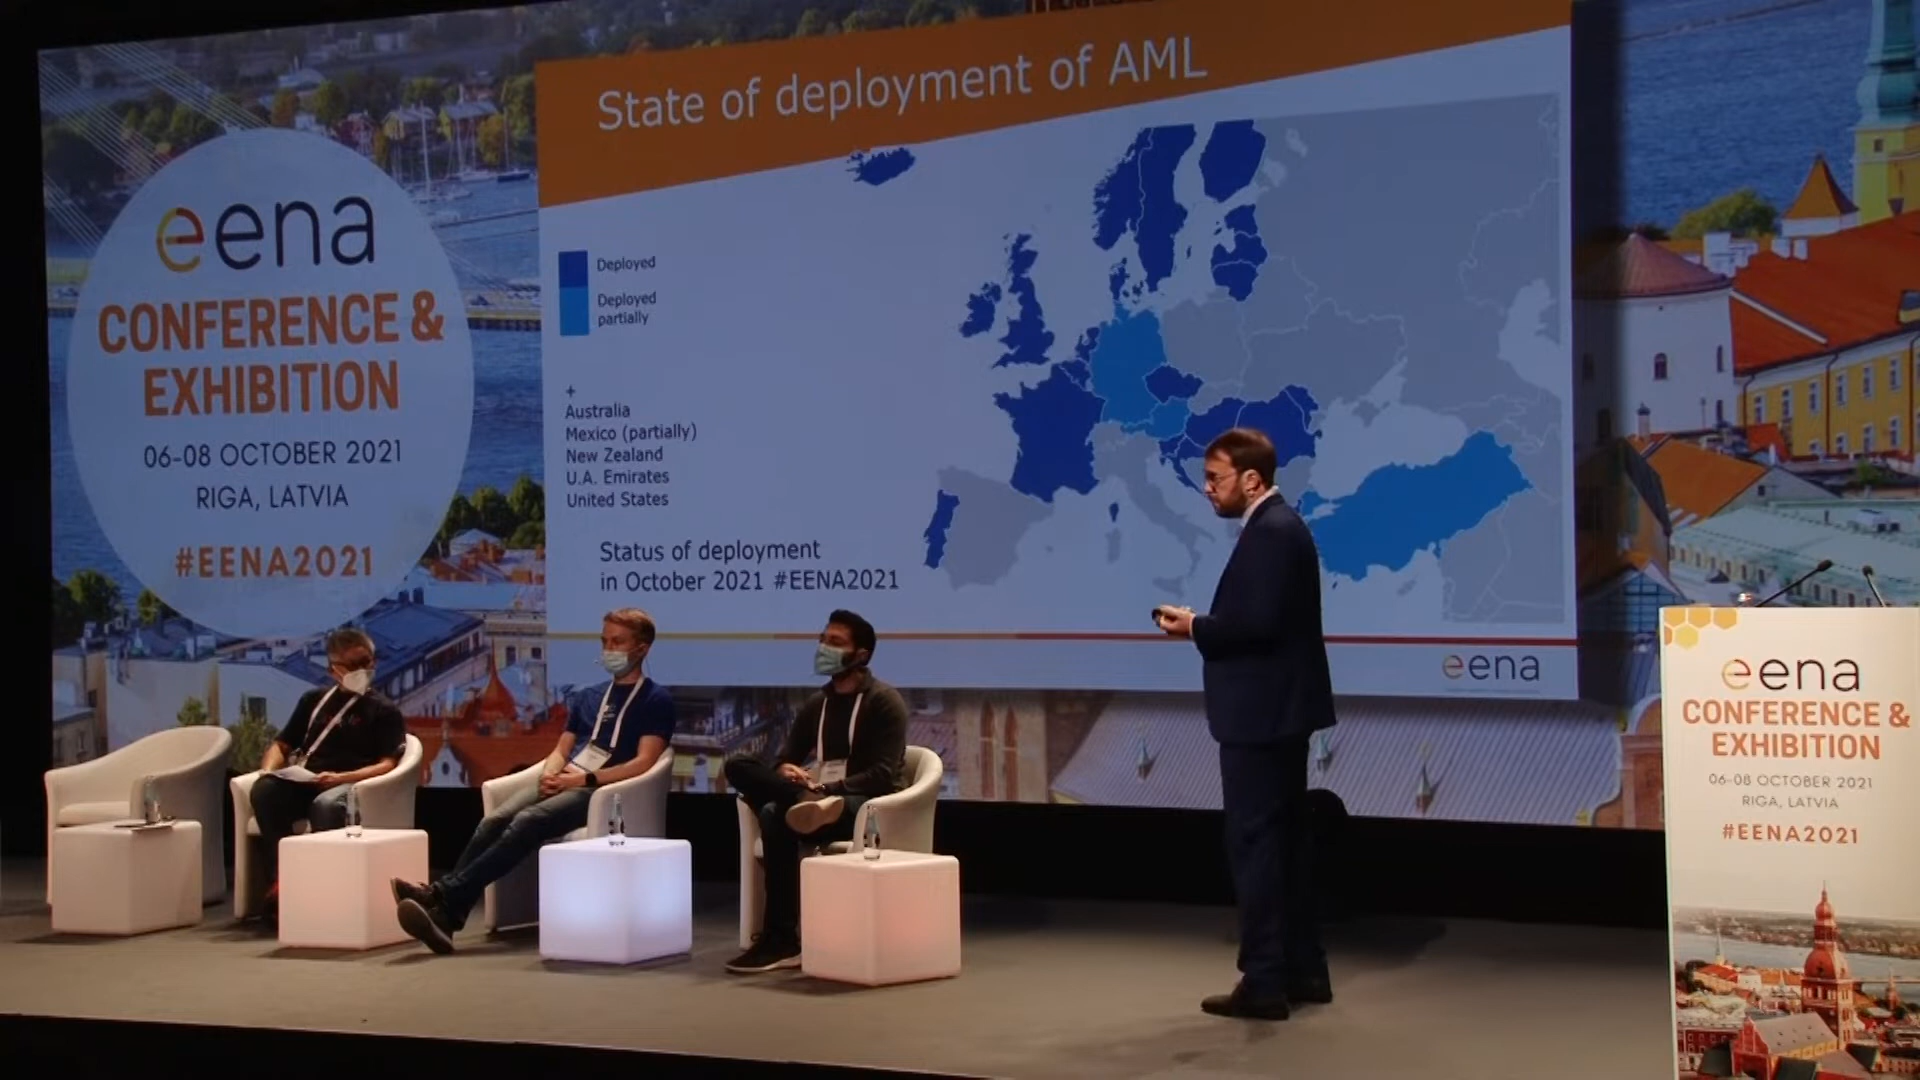 eena
CONFERENCE &
EXHIBITION
06-08 OCTOBER 2021
RIGA, LATVIA
#EENA2021
State of deployment of AML
Deployed
Deployed
partially
+
Australia
Mexico (partially)
New Zealand
U.A. Emirates
United States
Status of deployment
in October 2021 #EENA2021
eena
eena
CONFERENCE &
EXHIBITION
06-08 OCTOBER 2021
RIGA, LATVIA
#EENA2021